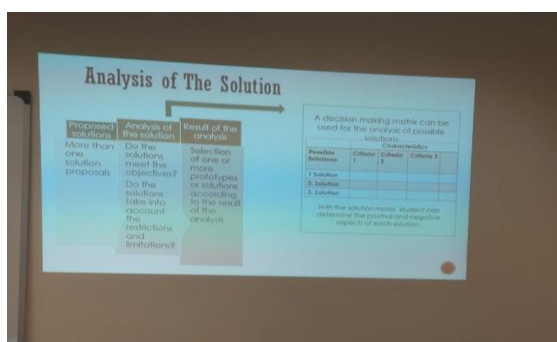 Analysis of The Solution
Proposed
solutions
More than
one
solution
proposals
Analysis of
the solution
Do the
solutions
meet the
objectives?
Do the
solutions
take into
account
the
restrictions
and
limitations?
Result of the
analysis
Selection
of one or
more
prototypes
or solutions
according
to the result
of the
analysis
A decision making matrix can be
used for the analysis of possible
solutions
Characteristics
Possible
Solutions
Criteria
1
Criteria
2
Criteria 3
1 Solution
2. Solution
3. Solution
With the solution matrix, student can
determine the positive and negative
aspects of each solution.